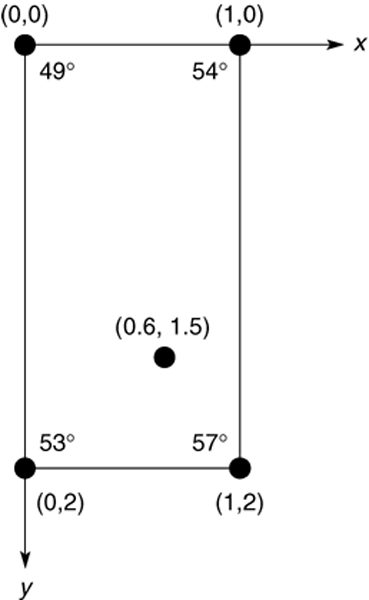 (0,0) (1,0)
x
49° 54°
(0.6, 1.5)
53° 57°
(0,2) (1,2)
y